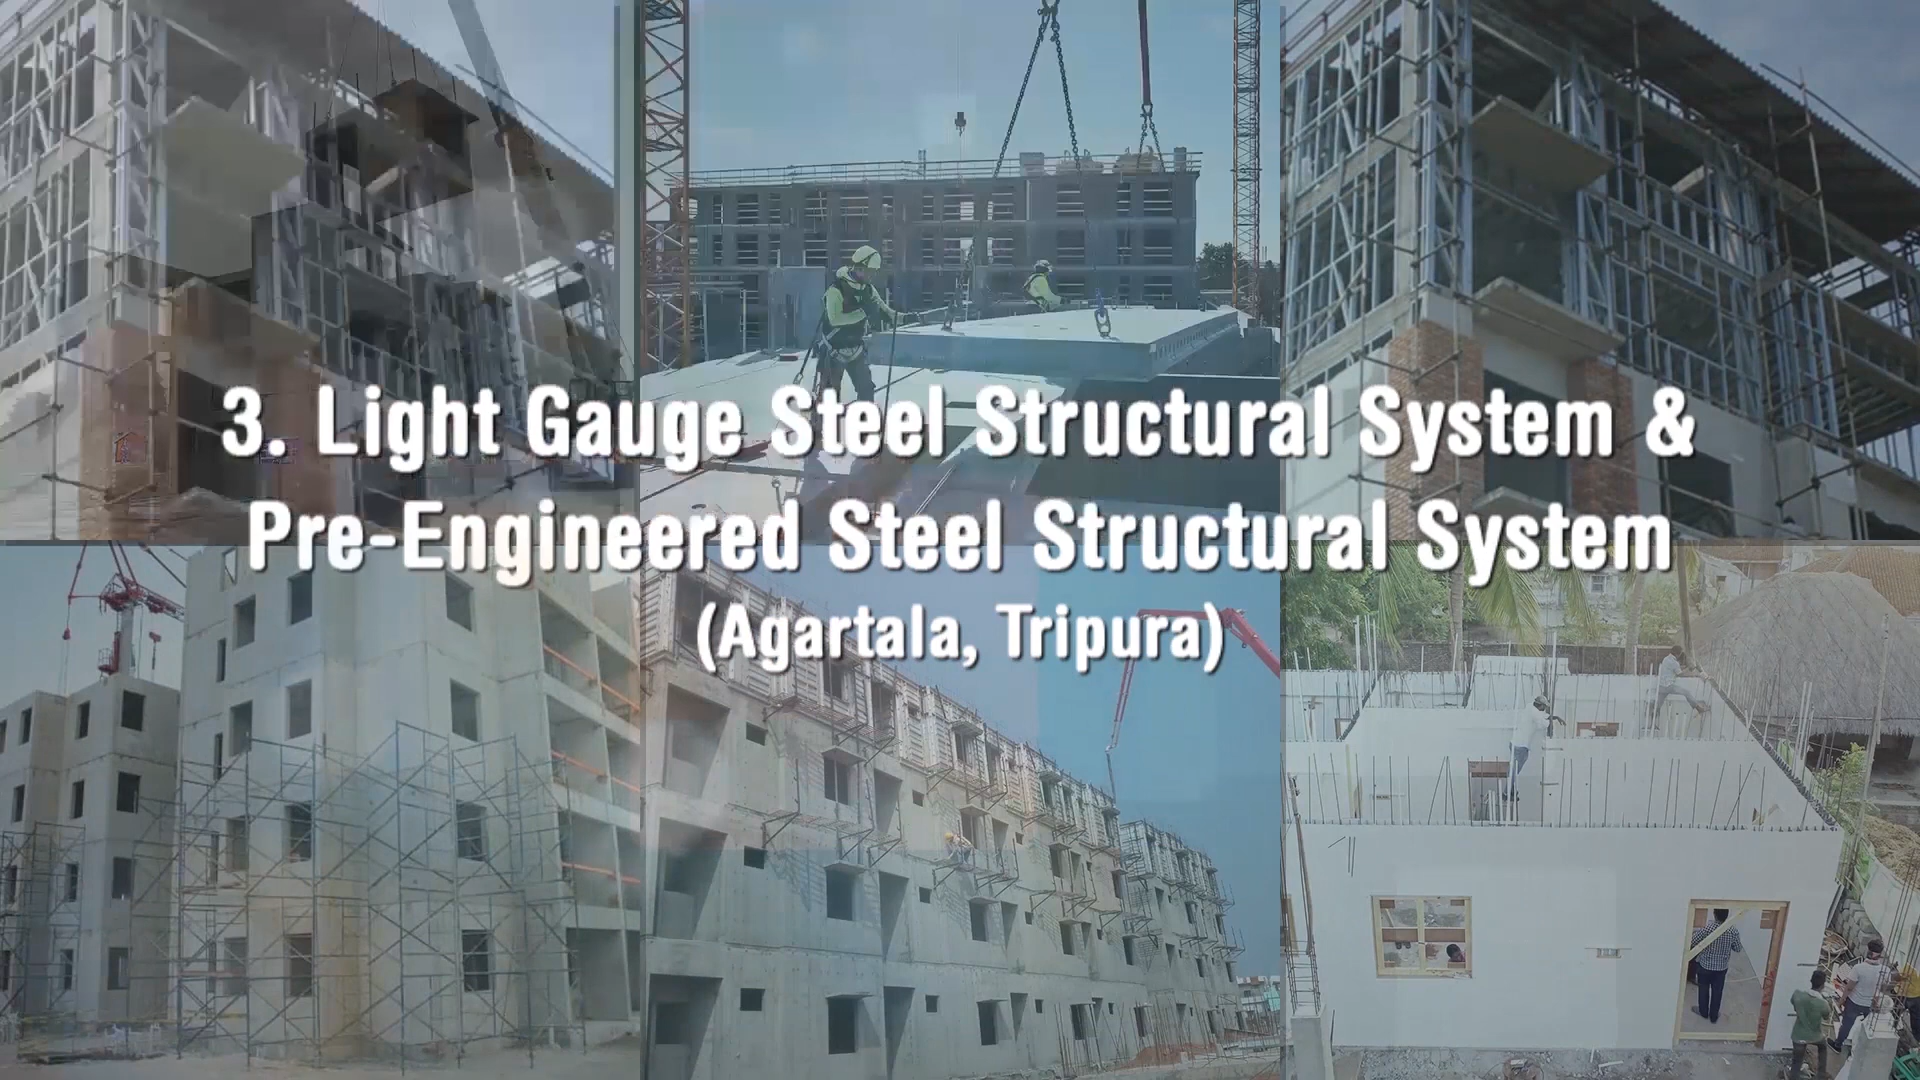 3. Light Gauge Steel Structural System &
Pre-Engineered Steel Structural System
(Agartala, Tripura)